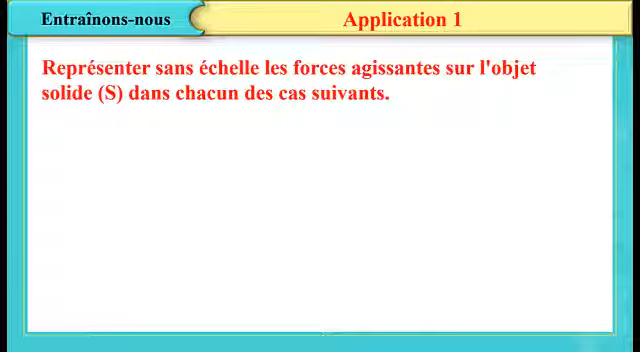 Entraînons-nous
Application 1
Représenter sans échelle les forces agissantes sur l'objet
solide (S) dans chacun des cas suivants.